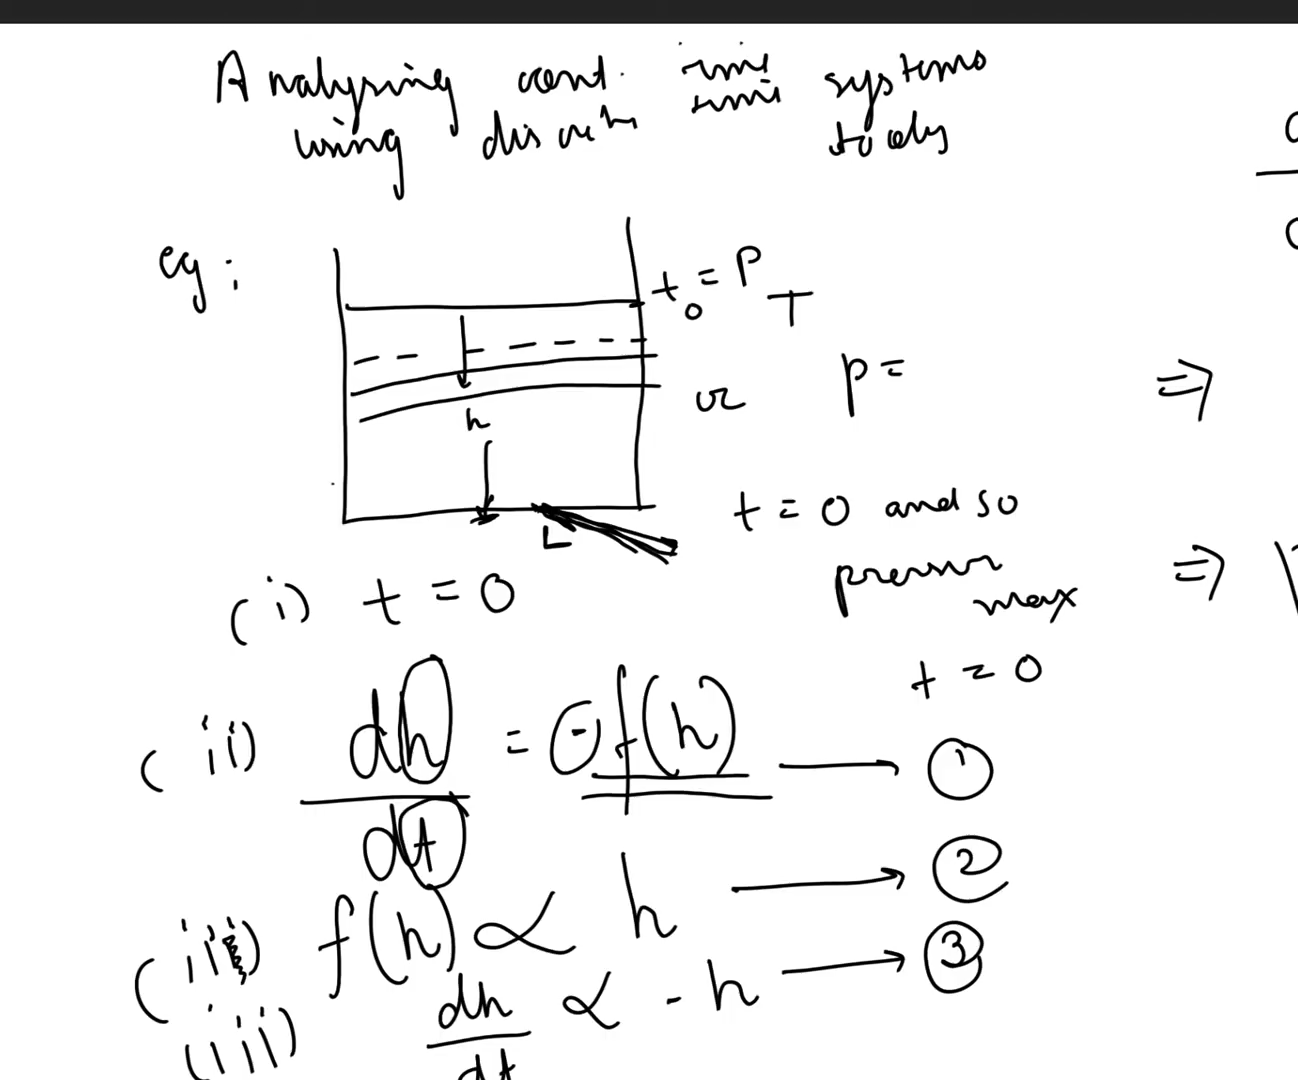 Analysing cont. time systems
using discrete time tools
eg:
t₀ = P
T
or p =
⇒
h
L
t = 0 and so
pressure
max
⇒
(i) t = 0
t = 0
(ii) dh/dt = -f(h) → ①
(iii) f(h) ∝ h → ②
(iii) dh/dt ∝ -h → ③